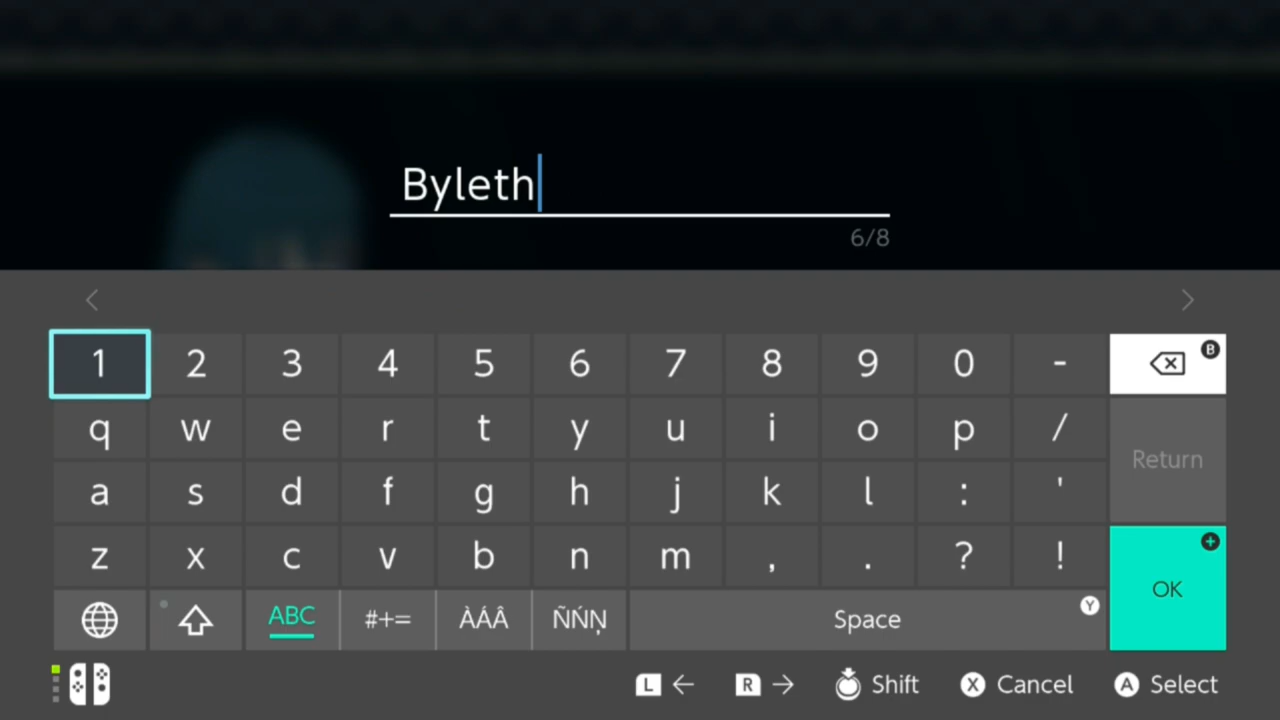 Byleth
6/8
1 2 3 4 5 6 7 8 9 0 - B
q w e r t y u i o p /
Return
a s d f g h j k l : '
z x c v b n m , . ? !
OK
ABC #+= ÀÁÂ ÑŃŅ Space Y
L ← R → Shift X Cancel A Select